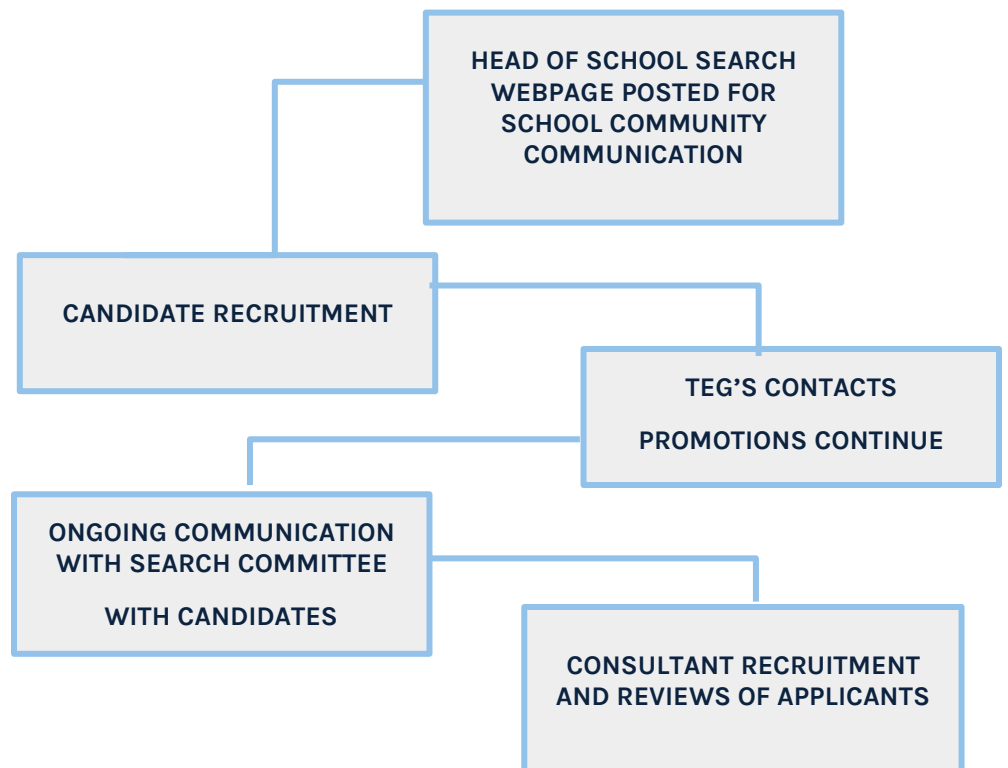 HEAD OF SCHOOL SEARCH
WEBPAGE POSTED FOR
SCHOOL COMMUNITY
COMMUNICATION
CANDIDATE RECRUITMENT
TEG’S CONTACTS
PROMOTIONS CONTINUE
ONGOING COMMUNICATION
WITH SEARCH COMMITTEE
WITH CANDIDATES
CONSULTANT RECRUITMENT
AND REVIEWS OF APPLICANTS